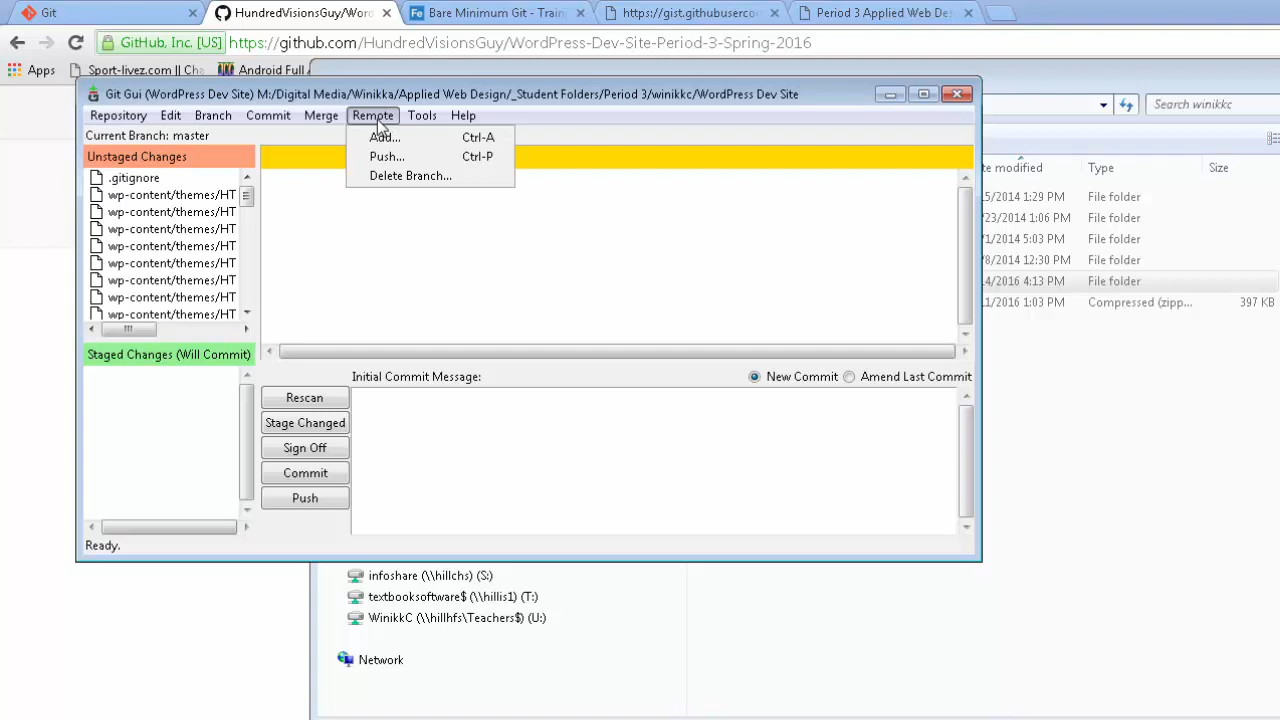 Git
HundredVisionsGuy/Wor
Bare Minimum Git - Train
https://gist.githubuserco
Period 3 Applied Web De
GitHub, Inc. [US] https://github.com/HundredVisionsGuy/WordPress-Dev-Site-Period-3-Spring-2016
Apps
Sport-livez.com || Cha
Android Full
Git Gui (WordPress Dev Site) M:/Digital Media/Winikka/Applied Web Design/_Student Folders/Period 3/winikkc/WordPress Dev Site
Repository Edit Branch Commit Merge Remote Tools Help
Search winikkc
Current Branch: master
Add... Ctrl-A
Unstaged Changes
Push... Ctrl-P
Delete Branch...
.gitignore
wp-content/themes/HT
wp-content/themes/HT
wp-content/themes/HT
wp-content/themes/HT
wp-content/themes/HT
wp-content/themes/HT
wp-content/themes/HT
wp-content/themes/HT
modified Type Size
5/2014 1:29 PM File folder
/23/2014 1:06 PM File folder
/1/2014 5:03 PM File folder
/8/2014 12:30 PM File folder
4/2016 4:13 PM File folder
1/2016 1:03 PM Compressed (zipp... 397 KB
Staged Changes (Will Commit)
Initial Commit Message:
New Commit
Amend Last Commit
Rescan
Stage Changed
Sign Off
Commit
Push
Ready.
infoshare (\\hillchs) (S:)
textbooksoftware$ (\\hillis1) (T:)
WinikkC (\\hillhfs\Teachers$) (U:)
Network